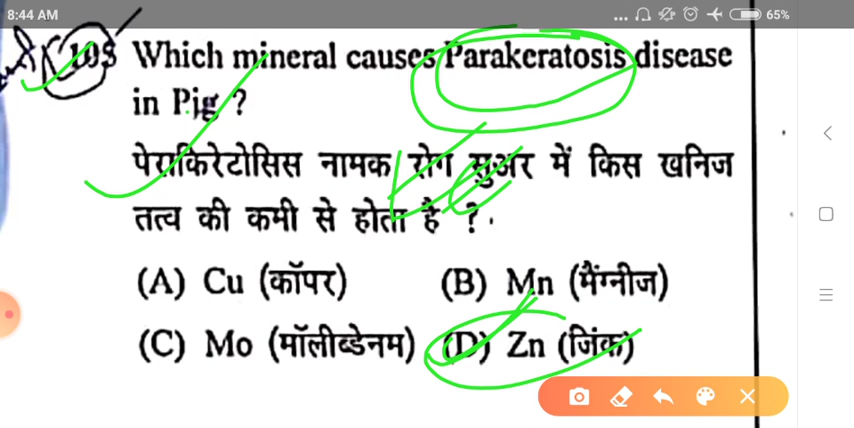 8:44 AM ... 65%
105 Which mineral causes Parakeratosis disease
in Pig ?
पेराकिरेटोसिस नामक रोग सुअर में किस खनिज
तत्व की कमी से होता है ?
(A) Cu (कॉपर) (B) Mn (मैंग्नीज)
(C) Mo (मॉलीब्डेनम) (D) Zn (जिंक)